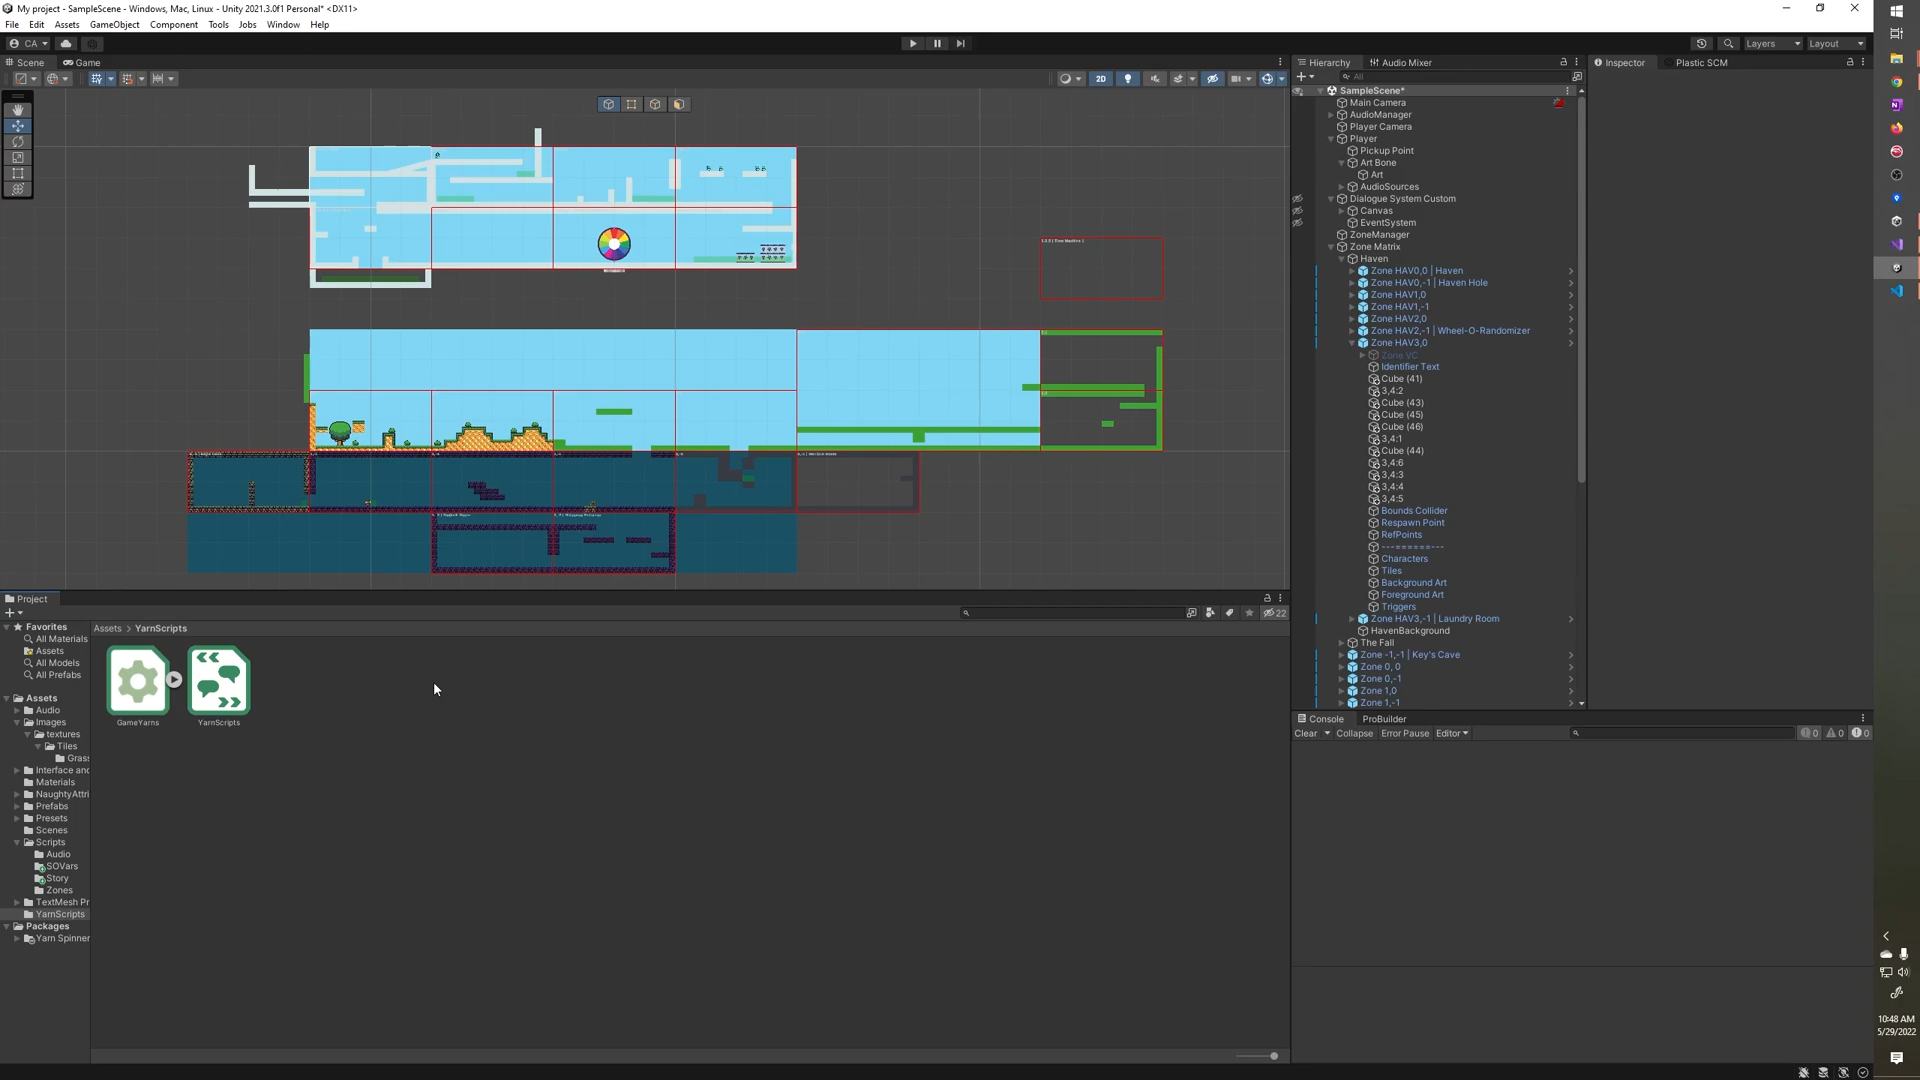 My project - SampleScene - Windows, Mac, Linux - Unity 2021.3.0f1 Personal* <DX11>
File Edit Assets GameObject Component Tools Jobs Window Help
CA
Layers
Layout
Scene
Game
2D
Hierarchy
Audio Mixer
All
SampleScene*
Main Camera
AudioManager
Player Camera
Player
Pickup Point
Art Bone
Art
AudioSources
Dialogue System Custom
Canvas
EventSystem
ZoneManager
Zone Matrix
Haven
Zone HAV0,0 | Haven
Zone HAV0,-1 | Haven Hole
Zone HAV1,0
Zone HAV1,-1
Zone HAV2,0
Zone HAV2,-1 | Wheel-O-Randomizer
Zone HAV3,0
Zone VC
Identifier Text
Cube (41)
3,4:2
Cube (43)
Cube (45)
Cube (46)
3,4:1
Cube (44)
3,4:6
3,4:3
3,4:4
3,4:5
Bounds Collider
Respawn Point
RefPoints
---======---
Characters
Tiles
Background Art
Foreground Art
Triggers
Zone HAV3,-1 | Laundry Room
HavenBackground
The Fall
Zone -1,-1 | Key's Cave
Zone 0, 0
Zone 0,-1
Zone 1,0
Zone 1,-1
Inspector
Plastic SCM
Project
22
Favorites
All Materials
Assets
All Models
All Prefabs
Assets
Audio
Images
textures
Tiles
Grass
Interface and
Materials
NaughtyAttri
Prefabs
Presets
Scenes
Scripts
Audio
SOVars
Story
Zones
TextMesh Pr
YarnScripts
Packages
Yarn Spinner
Assets > YarnScripts
GameYarns
YarnScripts
Console
ProBuilder
Clear
Collapse
Error Pause
Editor
0
0
0
10:48 AM
5/29/2022